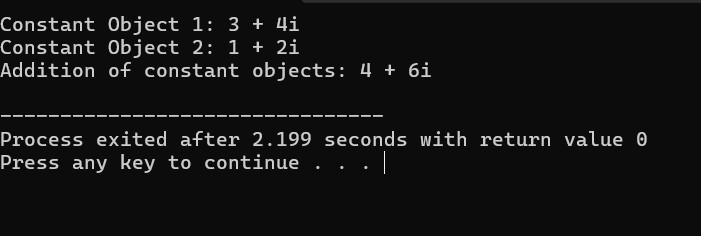 Constant Object 1: 3 + 4i
Constant Object 2: 1 + 2i
Addition of constant objects: 4 + 6i
--------------------------------
Process exited after 2.199 seconds with return value 0
Press any key to continue . . .